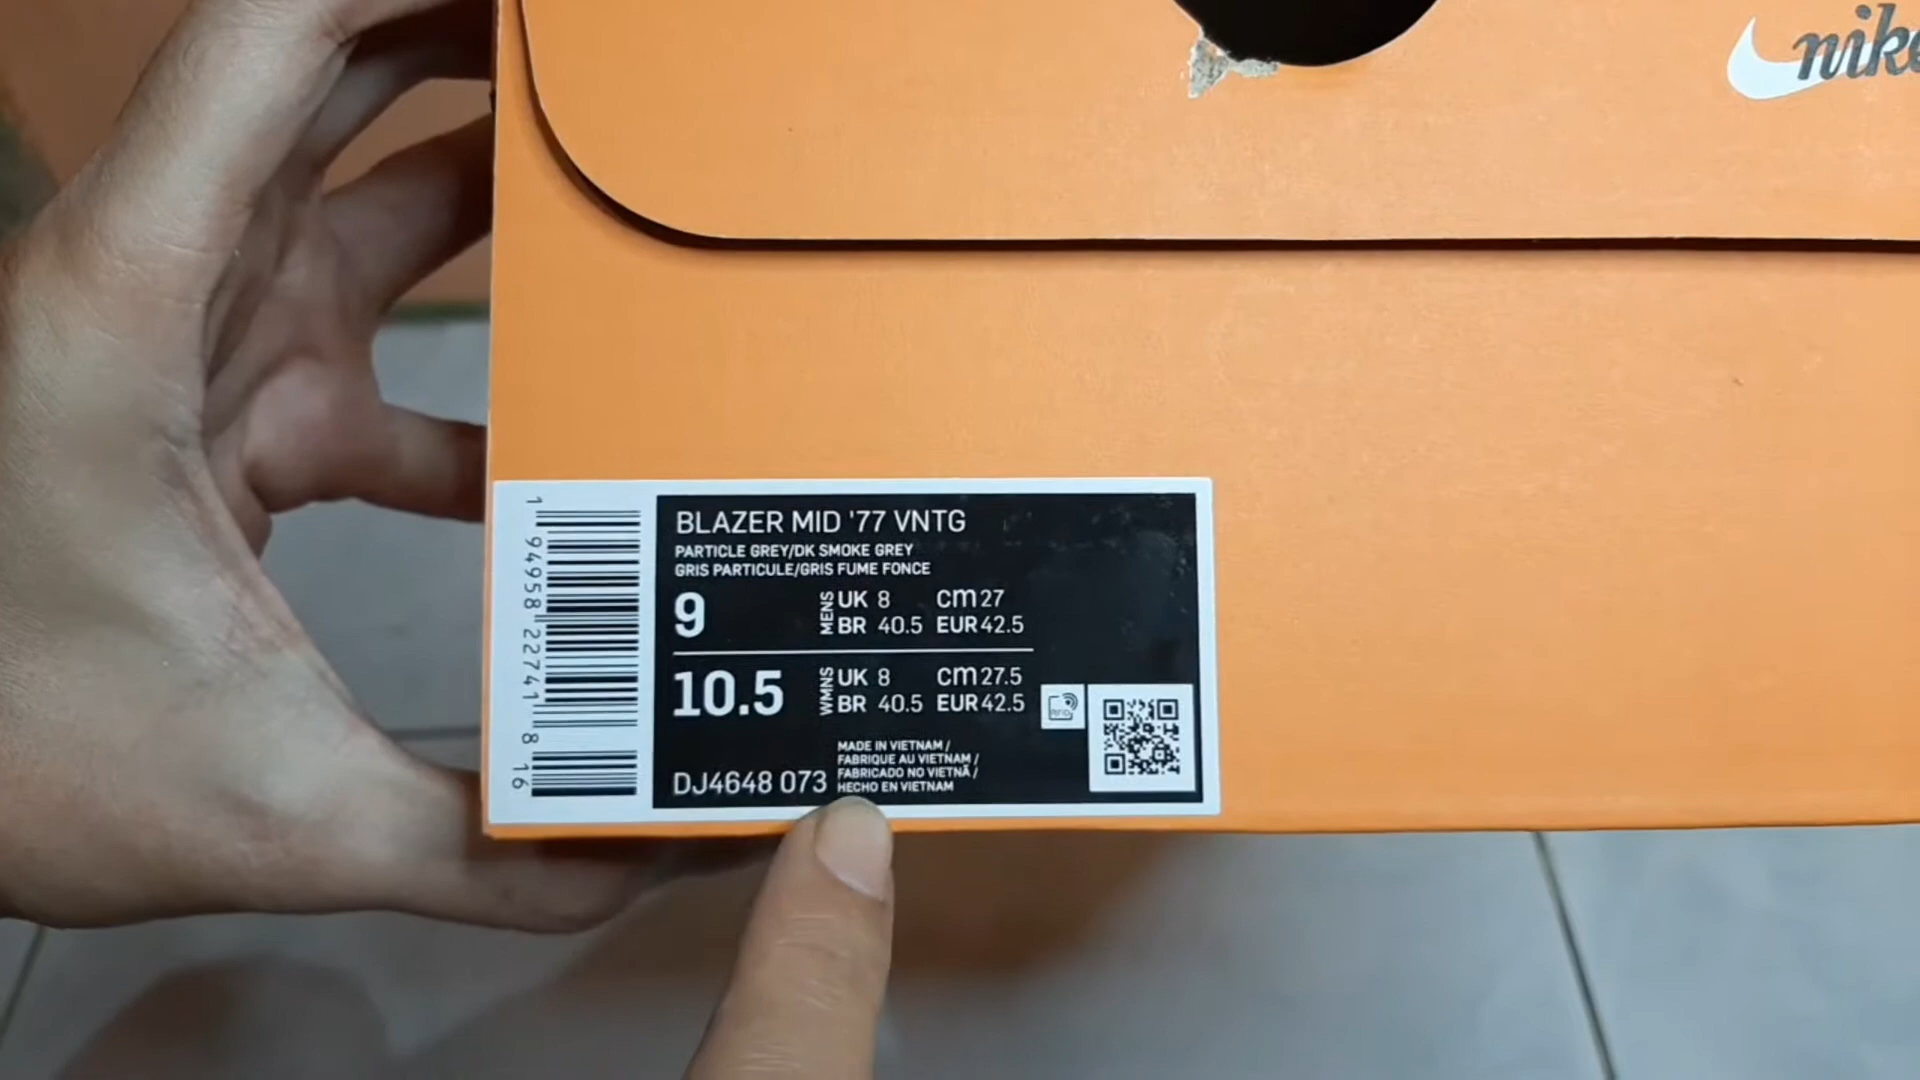 nike
BLAZER MID '77 VNTG
PARTICLE GREY/DK SMOKE GREY
GRIS PARTICULE/GRIS FUME FONCE
9 MENS UK 8 cm 27
BR 40.5 EUR 42.5
10.5 WMNS UK 8 cm 27.5
BR 40.5 EUR 42.5
MADE IN VIETNAM /
FABRIQUE AU VIETNAM /
FABRICADO NO VIETNÃ /
HECHO EN VIETNAM
DJ4648 073
RFID
1 94958 22741 8 16